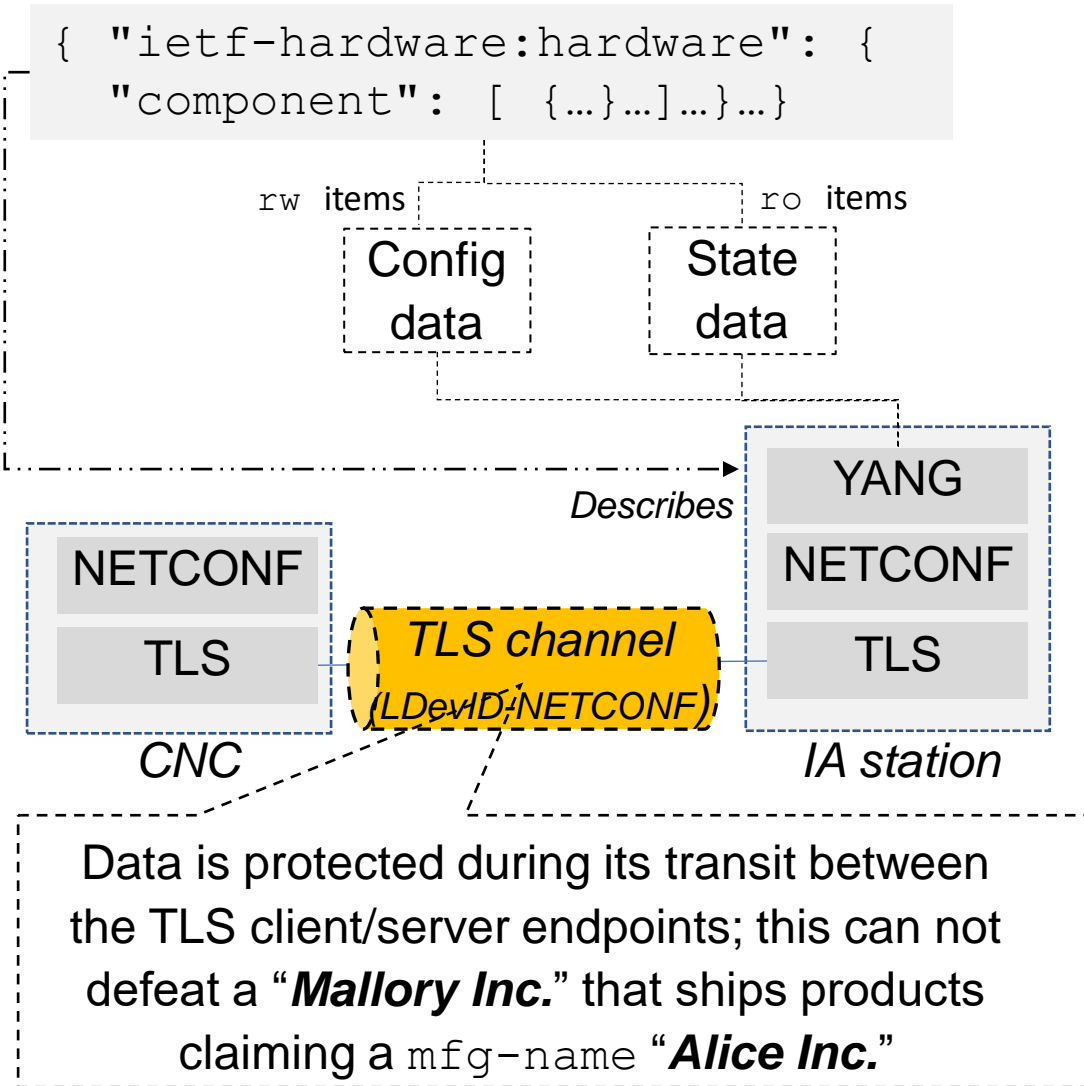 { "ietf-hardware:hardware": {
"component": [ {…}…]…}…}
rw items
ro items
Config
data
State
data
Describes
YANG
NETCONF
TLS
NETCONF
TLS
TLS channel
(LDevID-NETCONF)
CNC
IA station
Data is protected during its transit between
the TLS client/server endpoints; this can not
defeat a “Mallory Inc.” that ships products
claiming a mfg-name “Alice Inc.”